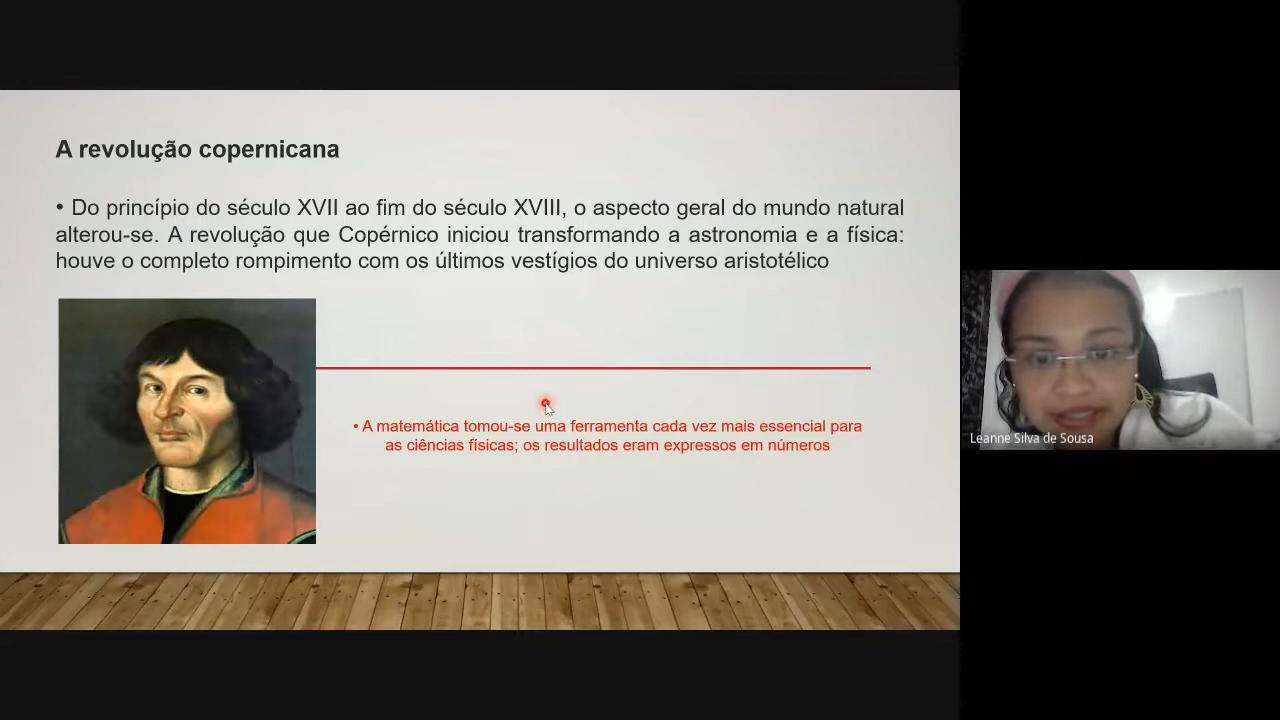 A revolução copernicana
• Do princípio do século XVII ao fim do século XVIII, o aspecto geral do mundo natural
alterou-se. A revolução que Copérnico iniciou transformando a astronomia e a física:
houve o completo rompimento com os últimos vestígios do universo aristotélico
• A matemática tomou-se uma ferramenta cada vez mais essencial para
as ciências físicas; os resultados eram expressos em números
Leanne Silva de Sousa